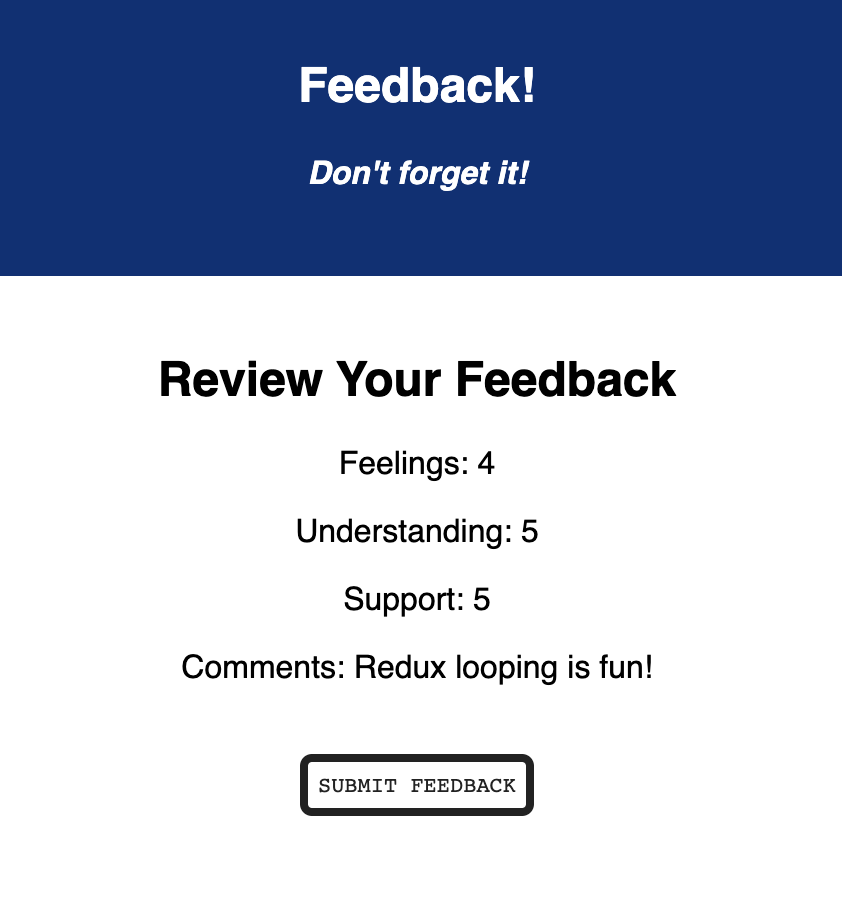 Feedback!
Don't forget it!
Review Your Feedback
Feelings: 4
Understanding: 5
Support: 5
Comments: Redux looping is fun!
SUBMIT FEEDBACK